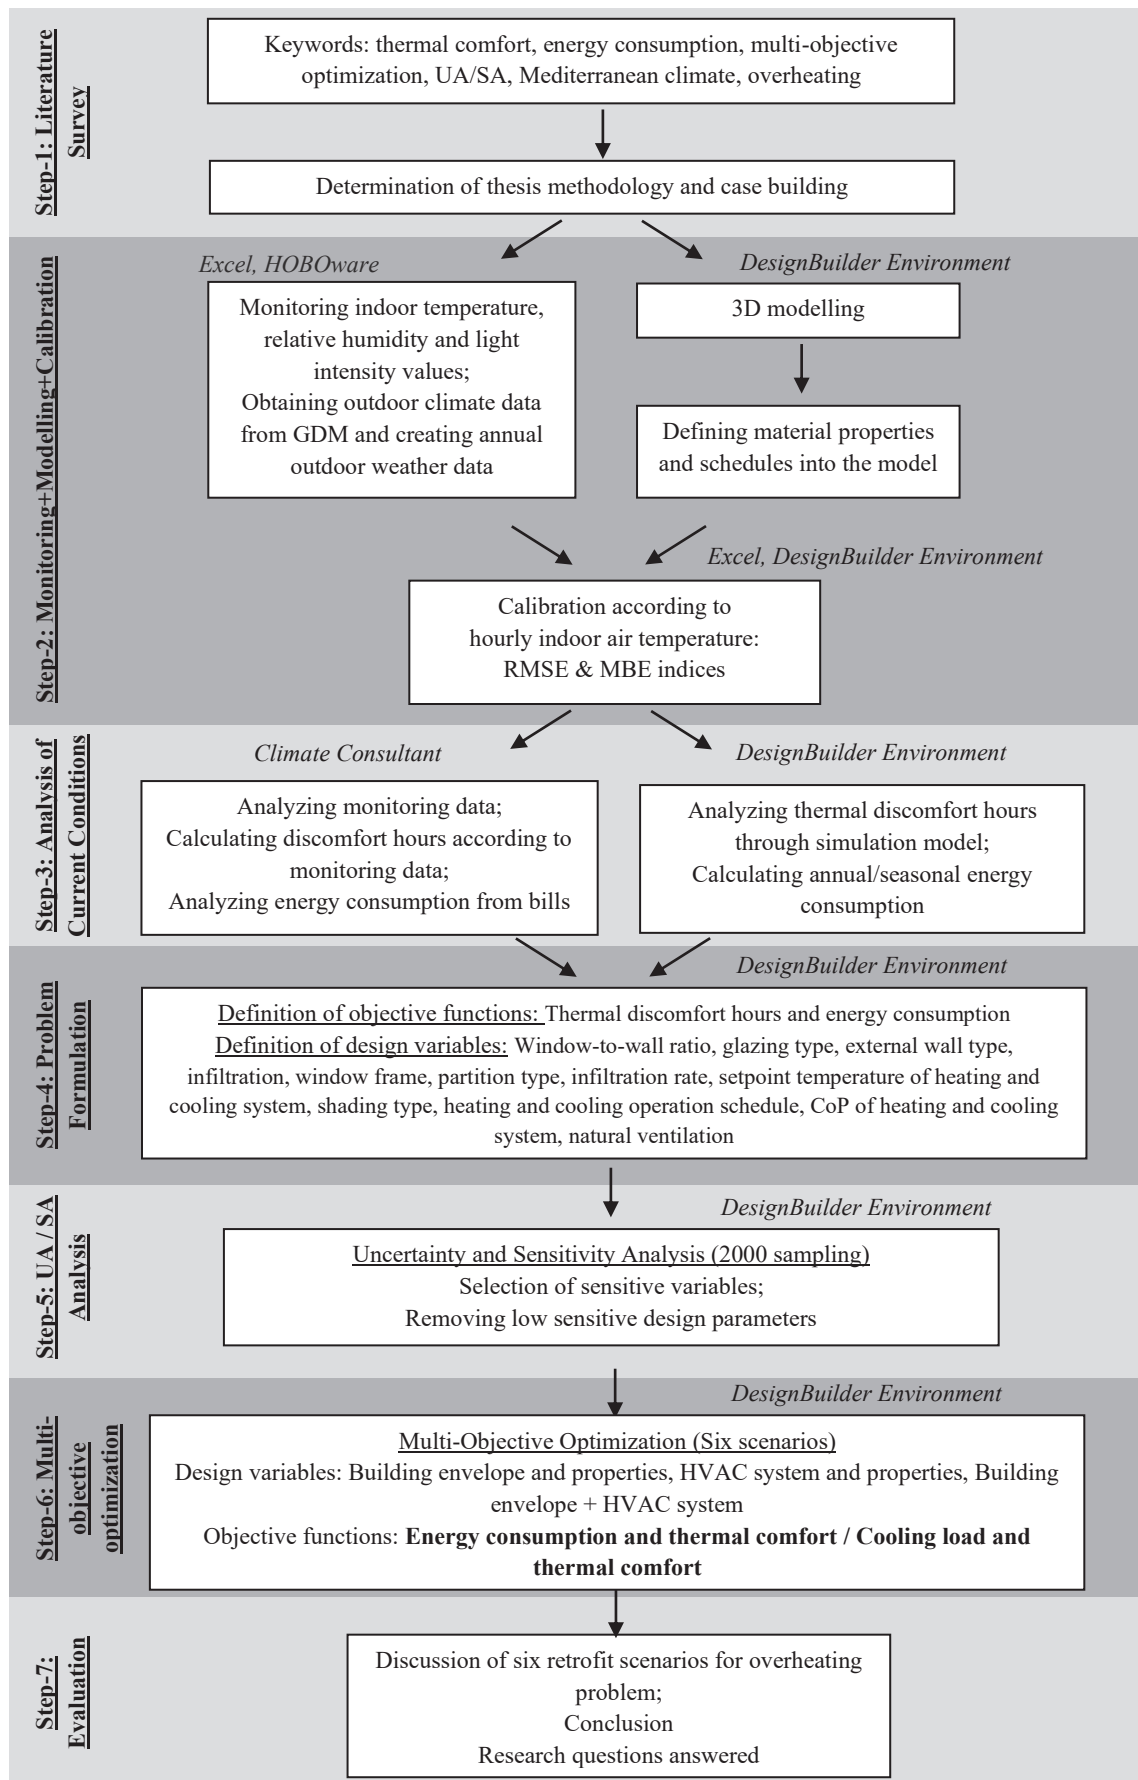 Step-1: Literature
Survey
Keywords: thermal comfort, energy consumption, multi-objective
optimization, UA/SA, Mediterranean climate, overheating
Determination of thesis methodology and case building
Step-2: Monitoring+Modelling+Calibration
Excel, HOBOware
Monitoring indoor temperature,
relative humidity and light
intensity values;
Obtaining outdoor climate data
from GDM and creating annual
outdoor weather data
DesignBuilder Environment
3D modelling
Defining material properties
and schedules into the model
Excel, DesignBuilder Environment
Calibration according to
hourly indoor air temperature:
RMSE & MBE indices
Step-3: Analysis of
Current Conditions
Climate Consultant
Analyzing monitoring data;
Calculating discomfort hours according to
monitoring data;
Analyzing energy consumption from bills
DesignBuilder Environment
Analyzing thermal discomfort hours
through simulation model;
Calculating annual/seasonal energy
consumption
Step-4: Problem
Formulation
DesignBuilder Environment
Definition of objective functions: Thermal discomfort hours and energy consumption
Definition of design variables: Window-to-wall ratio, glazing type, external wall type,
infiltration, window frame, partition type, infiltration rate, setpoint temperature of heating and
cooling system, shading type, heating and cooling operation schedule, CoP of heating and cooling
system, natural ventilation
Step-5: UA / SA
Analysis
DesignBuilder Environment
Uncertainty and Sensitivity Analysis (2000 sampling)
Selection of sensitive variables;
Removing low sensitive design parameters
Step-6: Multi-
objective
optimization
DesignBuilder Environment
Multi-Objective Optimization (Six scenarios)
Design variables: Building envelope and properties, HVAC system and properties, Building
envelope + HVAC system
Objective functions: Energy consumption and thermal comfort / Cooling load and
thermal comfort
Step-7:
Evaluation
Discussion of six retrofit scenarios for overheating
problem;
Conclusion
Research questions answered